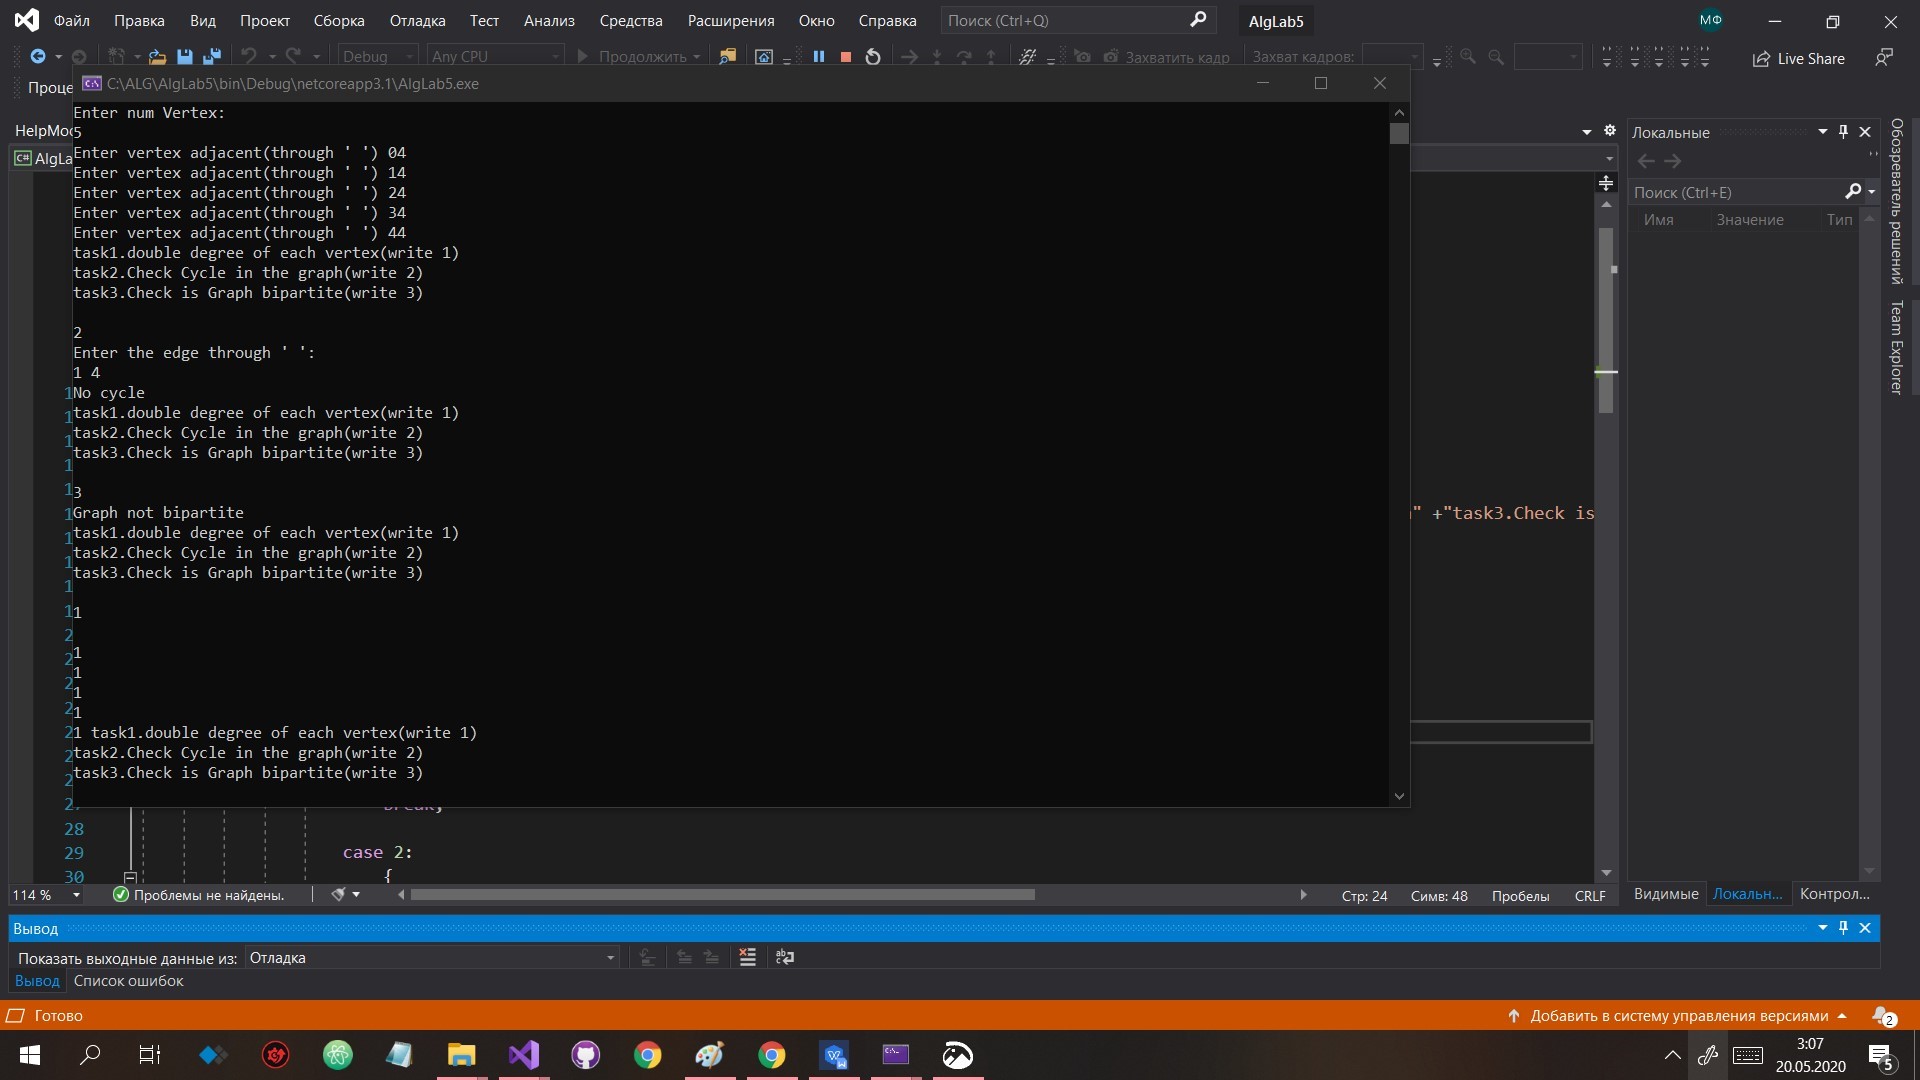 Файл Правка Вид Проект Сборка Отладка Тест Анализ Средства Расширения Окно Справка Поиск (Ctrl+Q) AlgLab5 МФ
Debug Any CPU Продолжить Захватить кадр Захват кадров: Live Share
Проце
C:\ALG\AlgLab5\bin\Debug\netcoreapp3.1\AlgLab5.exe
HelpMo
AlgLa
Enter num Vertex:
5
Enter vertex adjacent(through ' ') 04
Enter vertex adjacent(through ' ') 14
Enter vertex adjacent(through ' ') 24
Enter vertex adjacent(through ' ') 34
Enter vertex adjacent(through ' ') 44
task1.double degree of each vertex(write 1)
task2.Check Cycle in the graph(write 2)
task3.Check is Graph bipartite(write 3)
2
Enter the edge through ' ':
1 4
No cycle
task1.double degree of each vertex(write 1)
task2.Check Cycle in the graph(write 2)
task3.Check is Graph bipartite(write 3)
3
Graph not bipartite
task1.double degree of each vertex(write 1)
task2.Check Cycle in the graph(write 2)
task3.Check is Graph bipartite(write 3)
1
1
1
1
1
1 task1.double degree of each vertex(write 1)
task2.Check Cycle in the graph(write 2)
task3.Check is Graph bipartite(write 3)
" +"task3.Check is
28
29 case 2:
30 {
114 % Проблемы не найдены. Стр: 24 Симв: 48 Пробелы CRLF
Локальные
Поиск (Ctrl+E)
Имя Значение Тип
Видимые Локальн... Контрол...
Обозреватель решений
Team Explorer
Вывод
Показать выходные данные из: Отладка
Вывод Список ошибок
Готово Добавить в систему управления версиями 2
3:07
20.05.2020
5